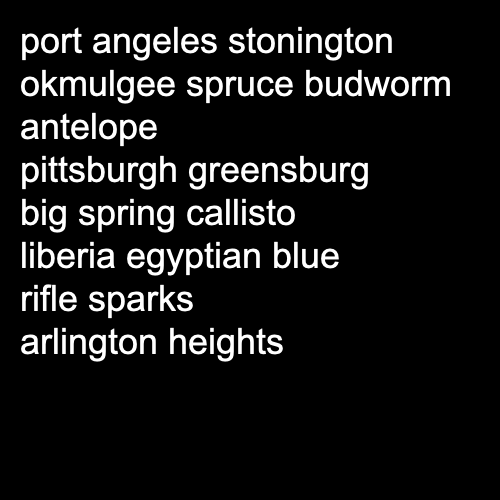 port angeles stonington
okmulgee spruce budworm
antelope
pittsburgh greensburg
big spring callisto
liberia egyptian blue
rifle sparks
arlington heights